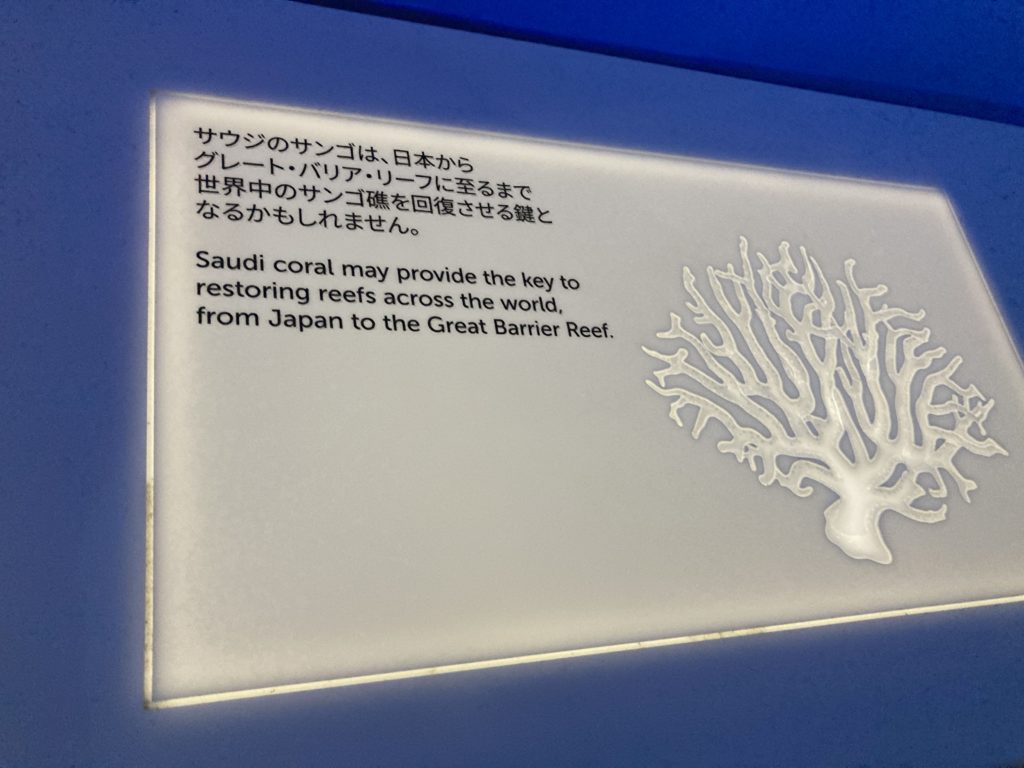 サウジのサンゴは、日本から
グレート・バリア・リーフに至るまで
世界中のサンゴ礁を回復させる鍵と
なるかもしれません。
Saudi coral may provide the key to
restoring reefs across the world,
from Japan to the Great Barrier Reef.